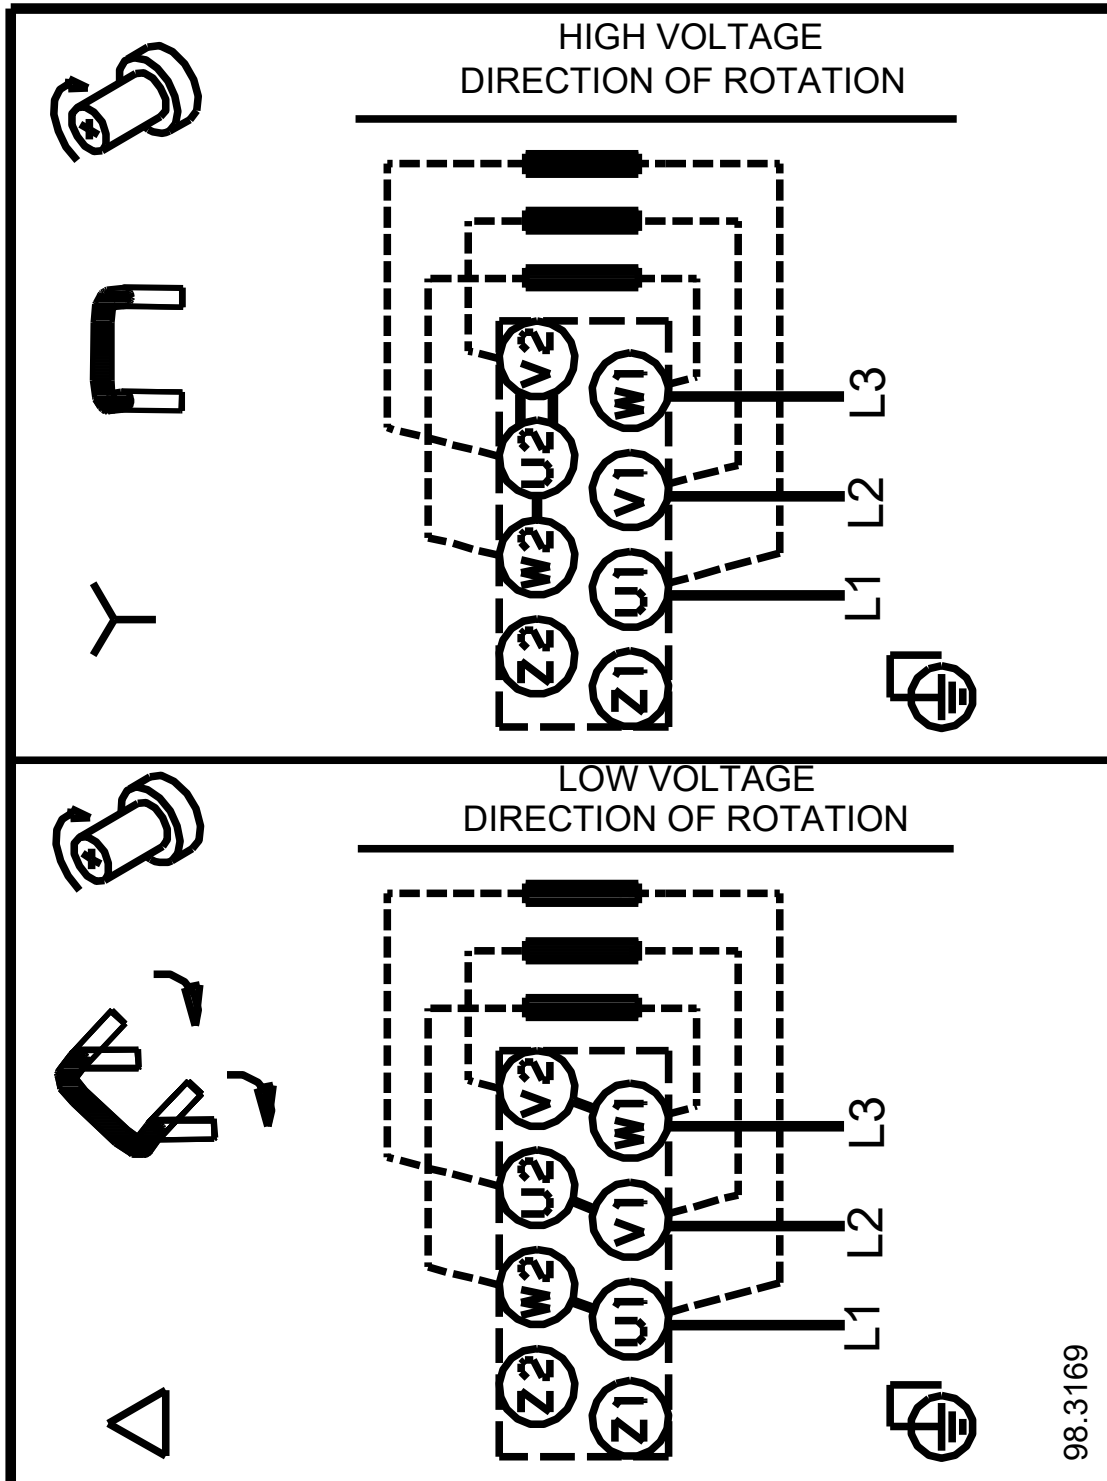 HIGH VOLTAGE
DIRECTION OF ROTATION
V2
W1
L3
U2
V1
L2
W2
U1
L1
Z2
Z1
LOW VOLTAGE
DIRECTION OF ROTATION
V2
W1
L3
U2
V1
L2
W2
U1
L1
Z2
Z1
98.3169